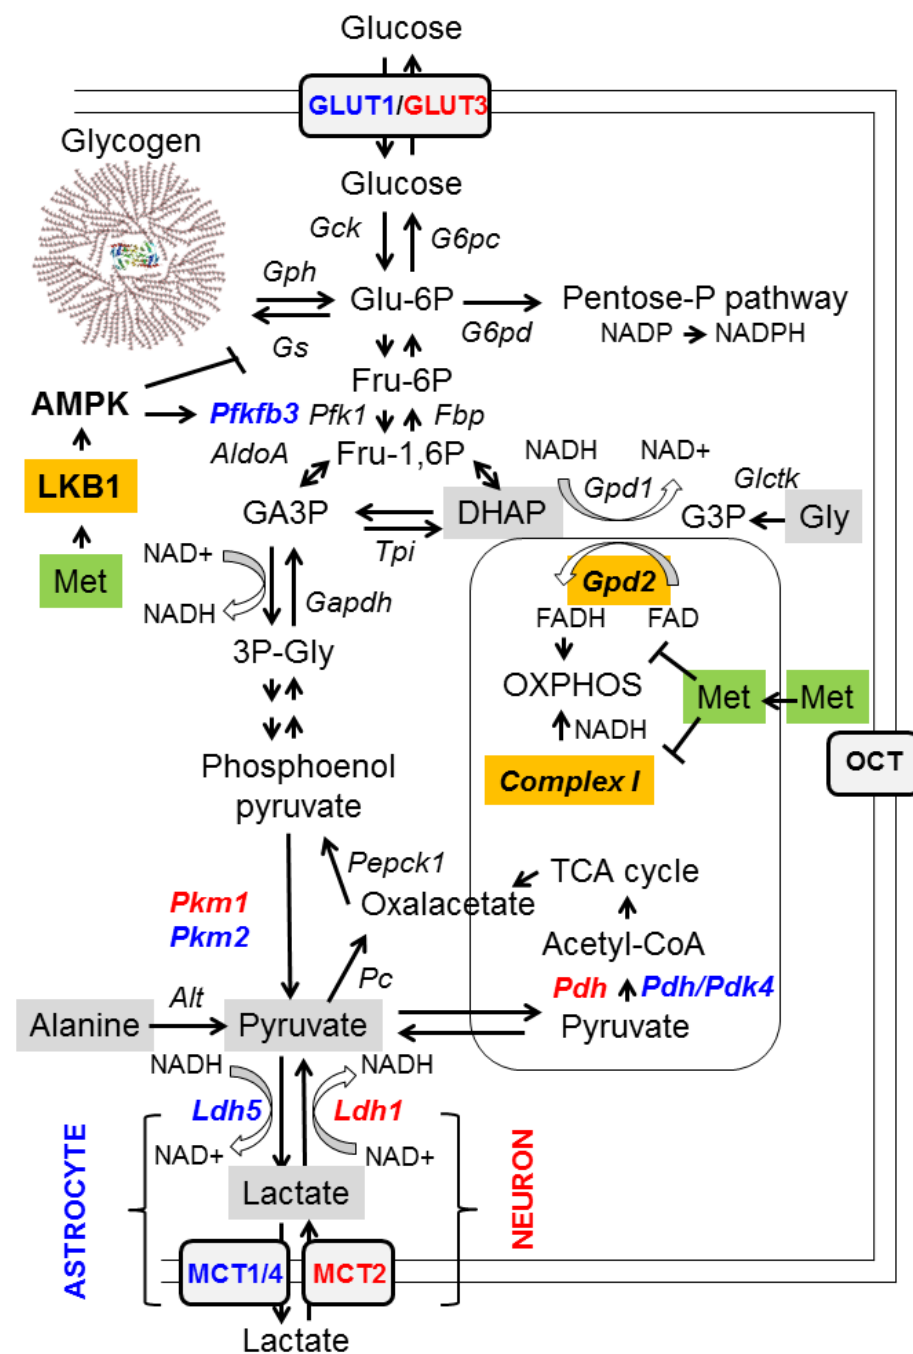 Glucose
GLUT1/GLUT3
Glycogen
Glucose
Gck
G6pc
Gph
Glu-6P
Pentose-P pathway
Gs
G6pd
NADP
NADPH
Fru-6P
AMPK
Pfkfb3
Pfk1
Fbp
AldoA
Fru-1,6P
NADH
NAD+
LKB1
Gpd1
Glctk
GA3P
DHAP
G3P
Gly
Tpi
NAD+
Met
Gpd2
NADH
Gapdh
FADH
FAD
3P-Gly
OXPHOS
Met
Met
NADH
OCT
Phosphoenol
pyruvate
Complex I
Pepck1
TCA cycle
Pkm1
Oxalacetate
Pkm2
Acetyl-CoA
Pc
Pdh
Pdh/Pdk4
Alt
Alanine
Pyruvate
Pyruvate
NADH
NADH
Ldh5
Ldh1
ASTROCYTE
NEURON
NAD+
NAD+
Lactate
MCT1/4
MCT2
Lactate